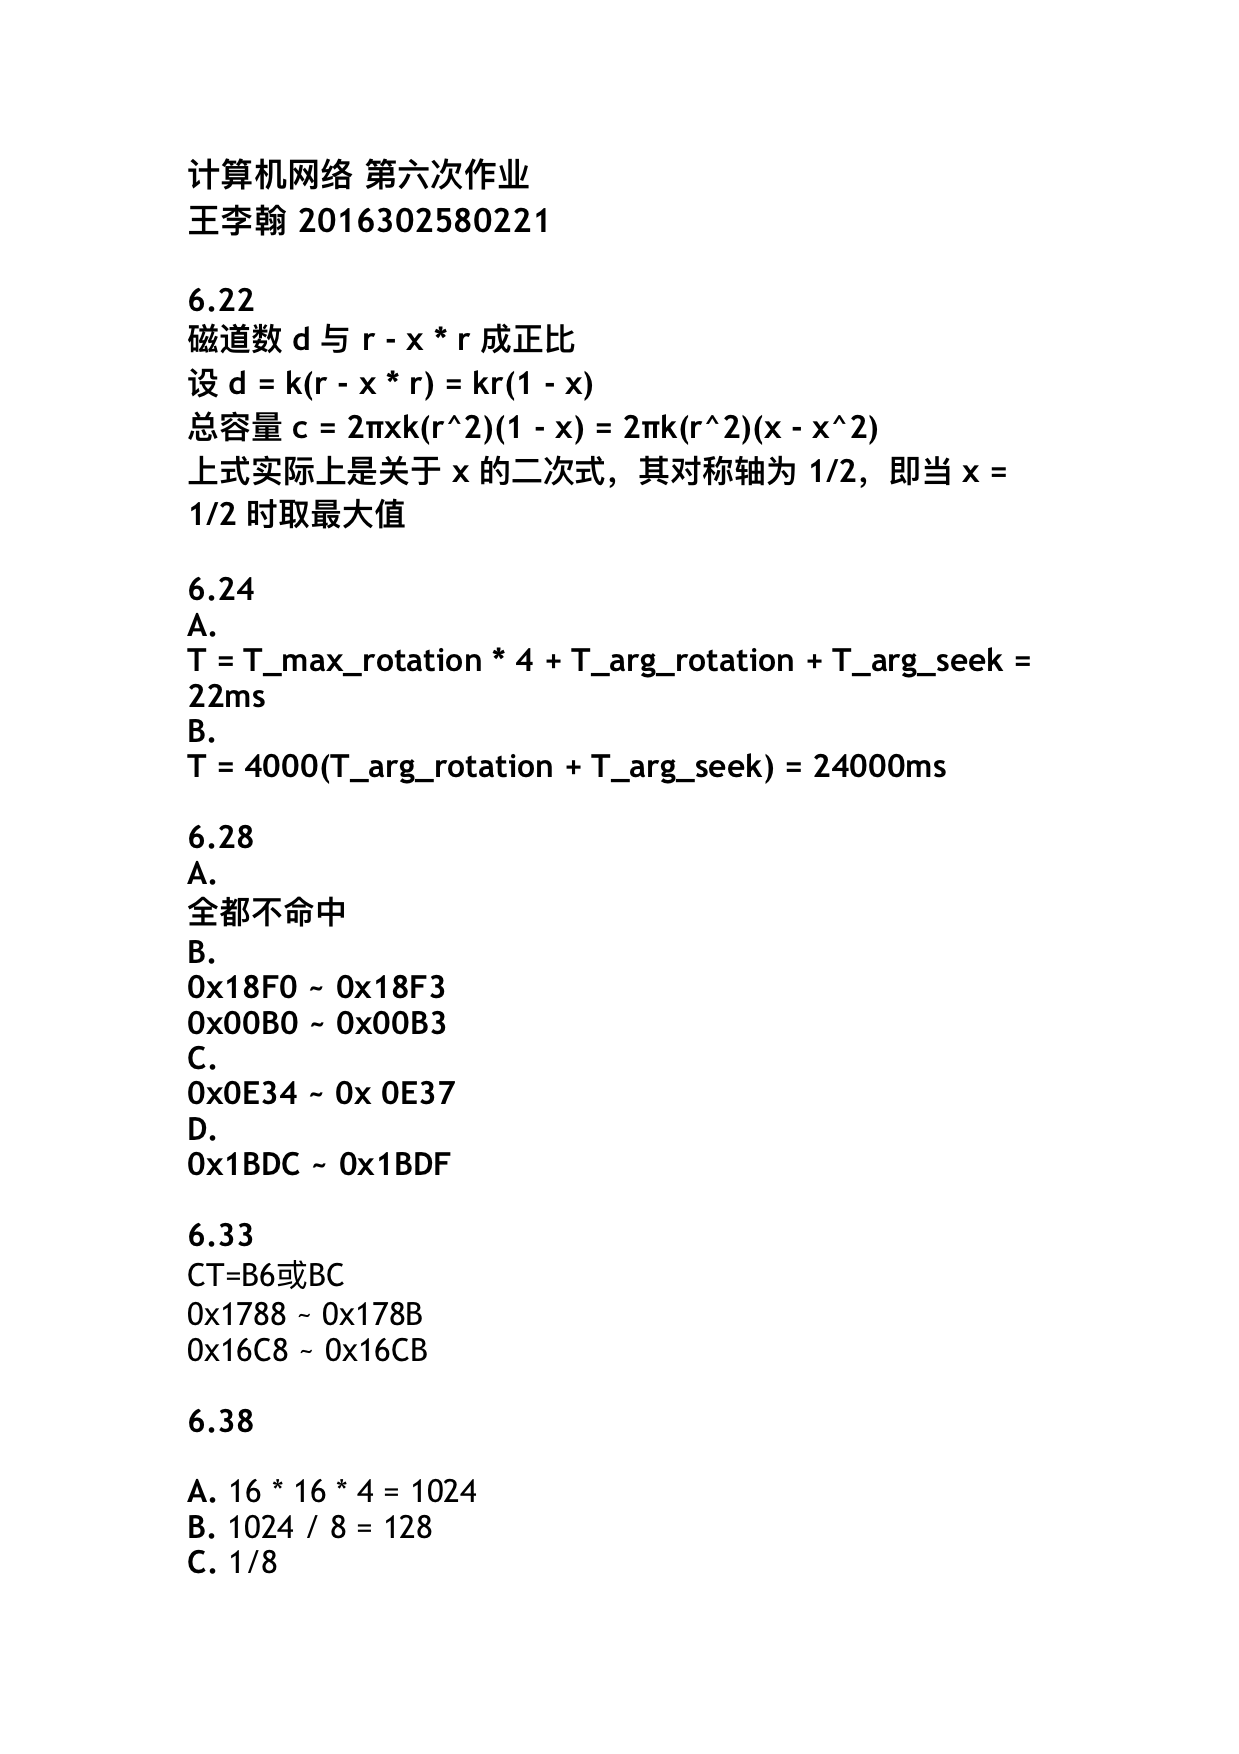 计算机网络 第六次作业
王李翰 2016302580221
6.22
磁道数 d 与 r - x * r 成正比
设 d = k(r - x * r) = kr(1 - x)
总容量 c = 2πxk(r^2)(1 - x) = 2πk(r^2)(x - x^2)
上式实际上是关于 x 的二次式，其对称轴为 1/2，即当 x =
1/2 时取最大值
6.24
A.
T = T_max_rotation * 4 + T_arg_rotation + T_arg_seek =
22ms
B.
T = 4000(T_arg_rotation + T_arg_seek) = 24000ms
6.28
A.
全都不命中
B.
0x18F0 ~ 0x18F3
0x00B0 ~ 0x00B3
C.
0x0E34 ~ 0x 0E37
D.
0x1BDC ~ 0x1BDF
6.33
CT=B6或BC
0x1788 ~ 0x178B
0x16C8 ~ 0x16CB
6.38
A. 16 * 16 * 4 = 1024
B. 1024 / 8 = 128
C. 1/8